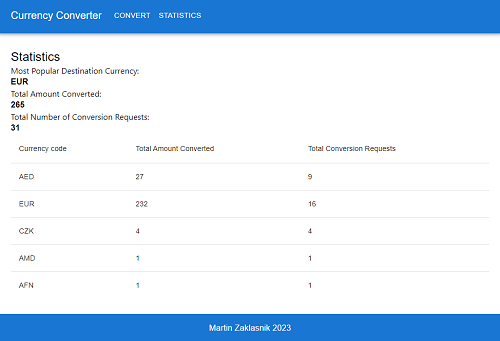 Currency Converter CONVERT STATISTICS
Statistics
Most Popular Destination Currency:
EUR
Total Amount Converted:
265
Total Number of Conversion Requests:
31
Currency code Total Amount Converted Total Conversion Requests
AED 27 9
EUR 232 16
CZK 4 4
AMD 1 1
AFN 1 1
Martin Zaklasnik 2023